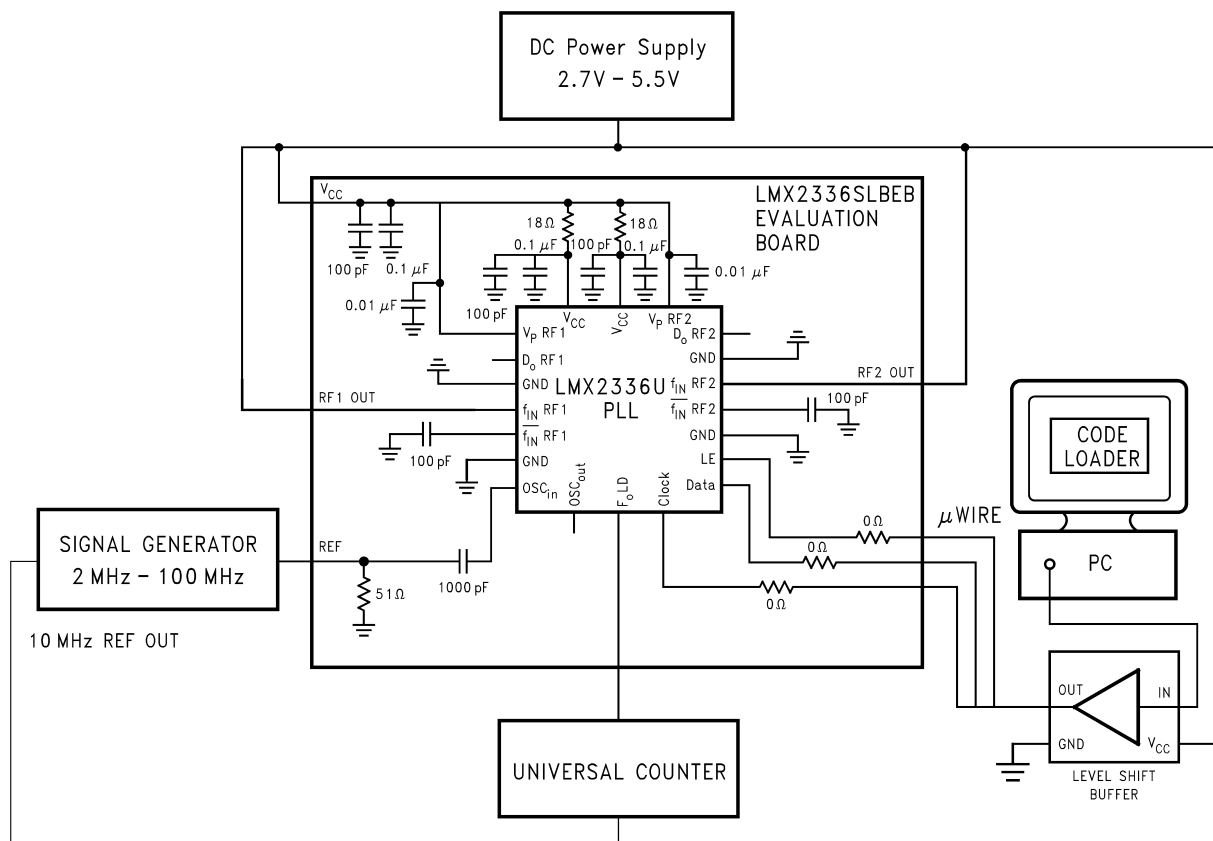 DC Power Supply
2.7V – 5.5V
V_CC
LMX2336SLBEB
EVALUATION
BOARD
18Ω
18Ω
0.1 μF
100 pF
0.1 μF
100 pF
0.1 μF
0.01 μF
0.01 μF
100 pF
V_CC
V_CC
V_P RF2
V_P RF1
D_o RF2
D_o RF1
GND
GND
LMX2336U
PLL
f_IN RF2
RF2 OUT
RF1 OUT
f_IN RF1
f_IN RF2
100 pF
f_IN RF1
100 pF
GND
GND
LE
OSC_in
OSC_out
F_oLD
Clock
Data
CODE
LOADER
0Ω
μWIRE
0Ω
0Ω
PC
SIGNAL GENERATOR
2 MHz – 100 MHz
REF
51Ω
1000 pF
10 MHz REF OUT
OUT
IN
GND
V_CC
LEVEL SHIFT
BUFFER
UNIVERSAL COUNTER